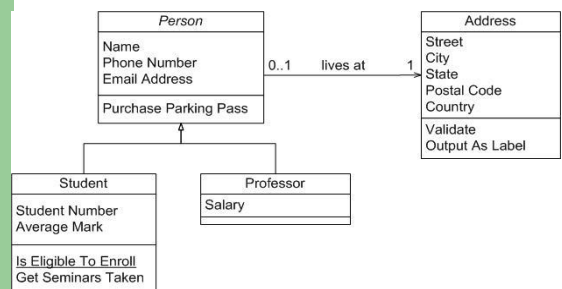 Person
Name
Phone Number
Email Address
Purchase Parking Pass
0..1 lives at 1
Address
Street
City
State
Postal Code
Country
Validate
Output As Label
Student
Student Number
Average Mark
Is Eligible To Enroll
Get Seminars Taken
Professor
Salary